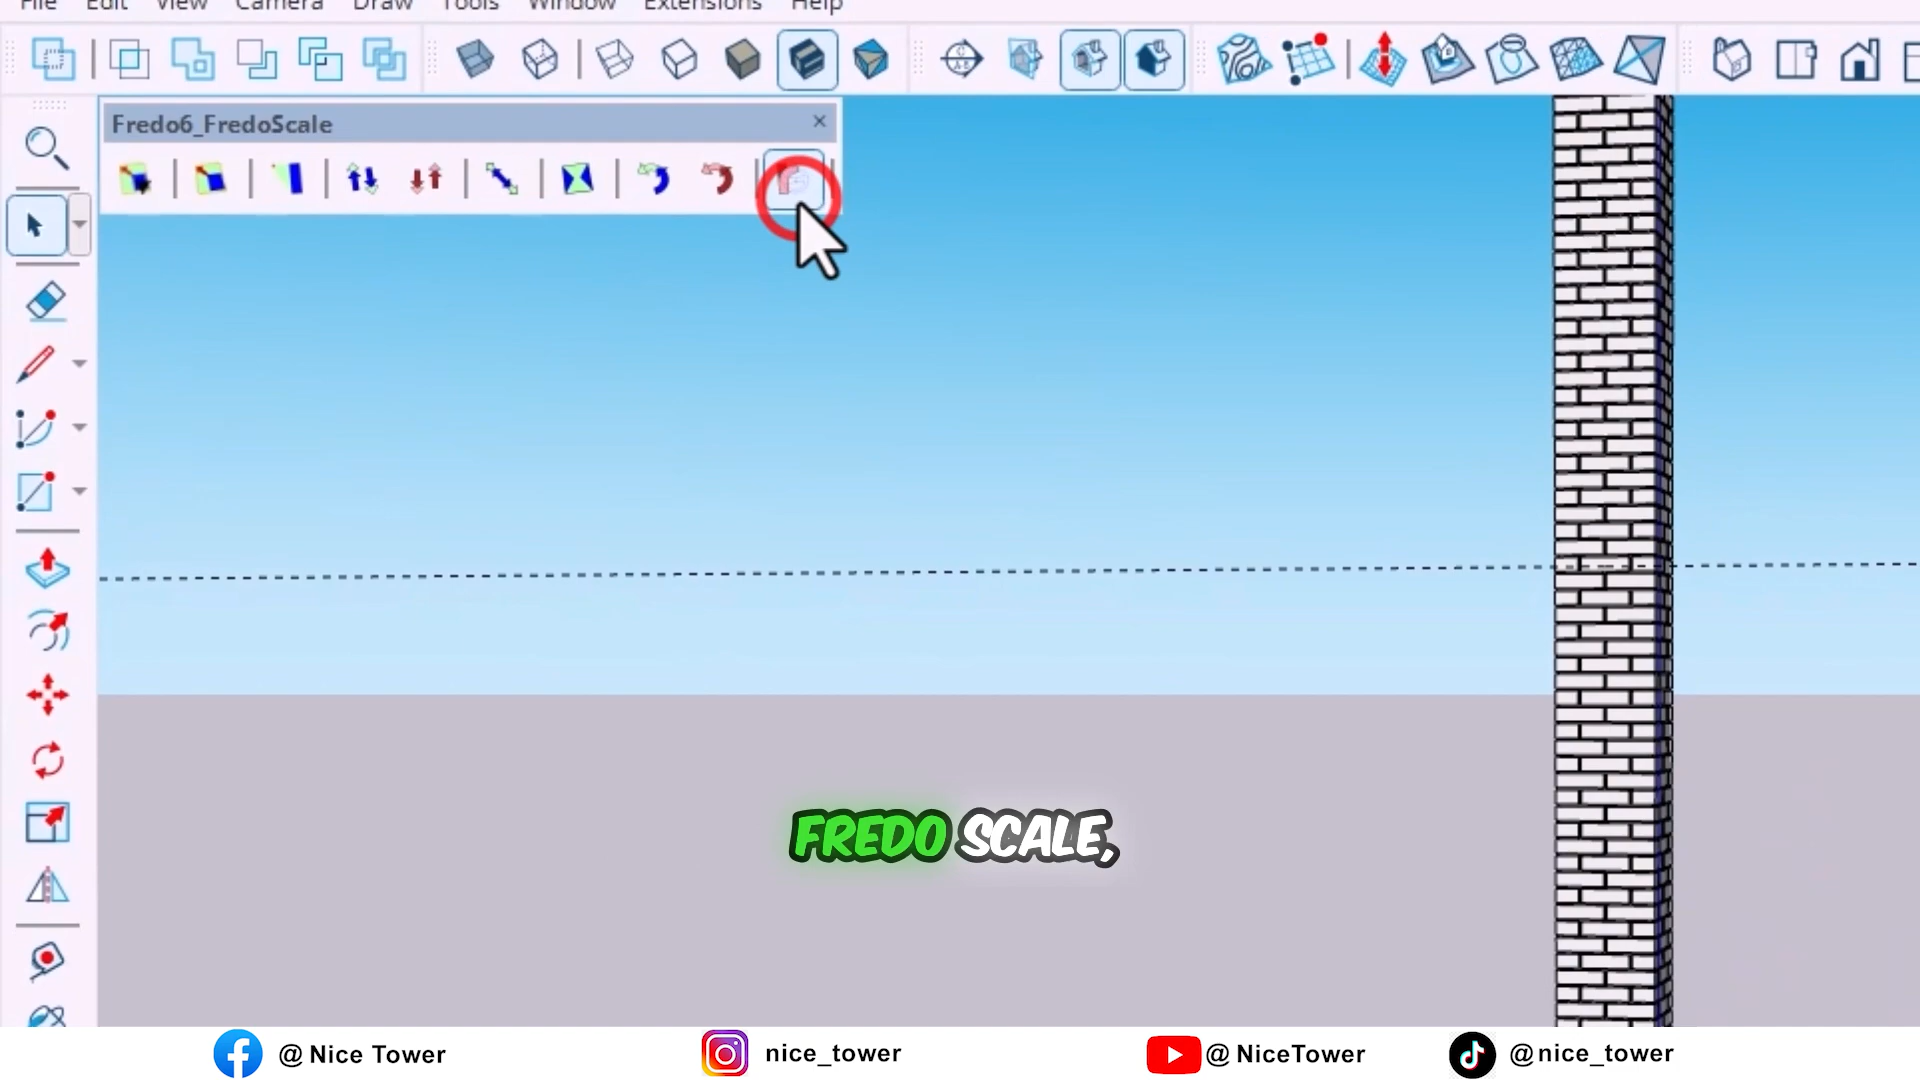 File Edit View Camera Draw Tools Window Extensions Help
Fredo6_FredoScale
FREDO SCALE,
@ Nice Tower
nice_tower
@ NiceTower
@nice_tower